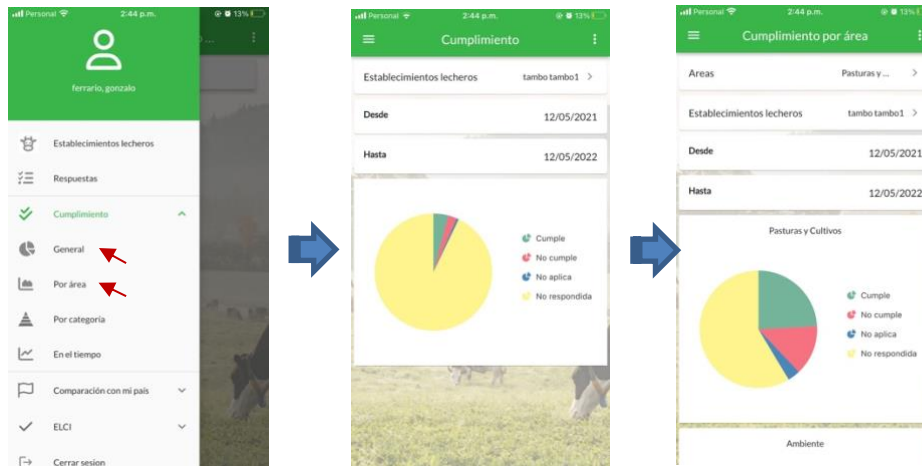 Personal 2:44 p.m. 13%
ferrario, gonzalo
Establecimientos lecheros
Respuestas
Cumplimiento
General
Por área
Por categoría
En el tiempo
Comparación con mi país
ELCI
Cerrar sesion
Personal 2:44 p.m. 13%
Cumplimiento
Establecimientos lecheros tambo tambo1 >
Desde 12/05/2021
Hasta 12/05/2022
Cumple
No cumple
No aplica
No respondida
Personal 2:44 p.m. 13%
Cumplimiento por área
Areas Pasturas y ... >
Establecimientos lecheros tambo tambo1 >
Desde 12/05/2021
Hasta 12/05/2022
Pasturas y Cultivos
Cumple
No cumple
No aplica
No respondida
Ambiente